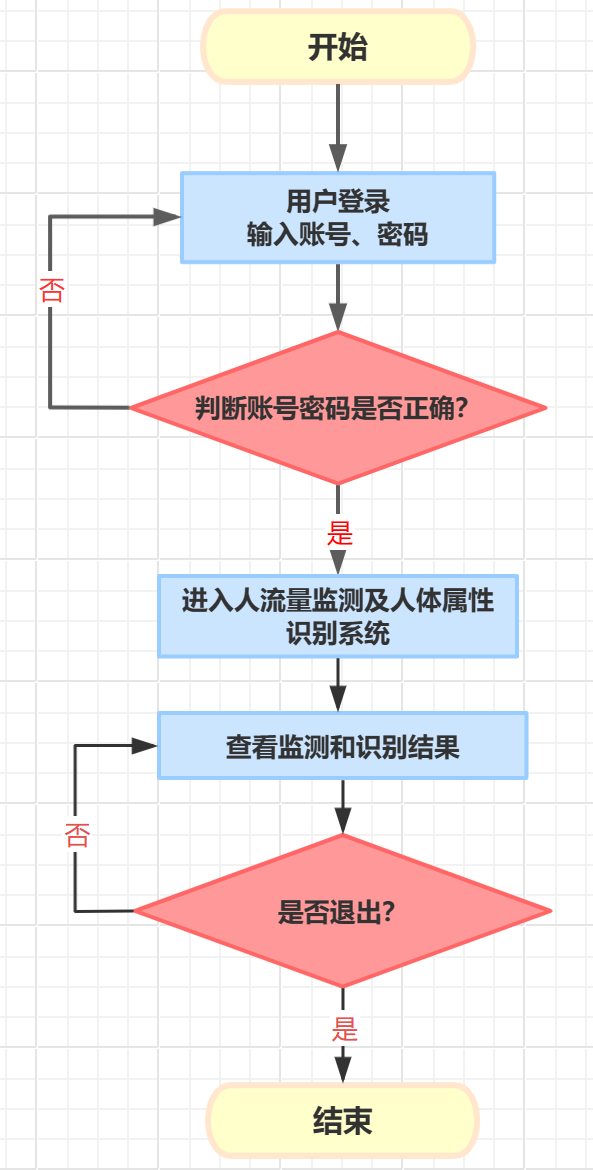 开始
用户登录
输入账号、密码
否
判断账号密码是否正确?
是
进入人流量监测及人体属性
识别系统
查看监测和识别结果
否
是否退出?
是
结束